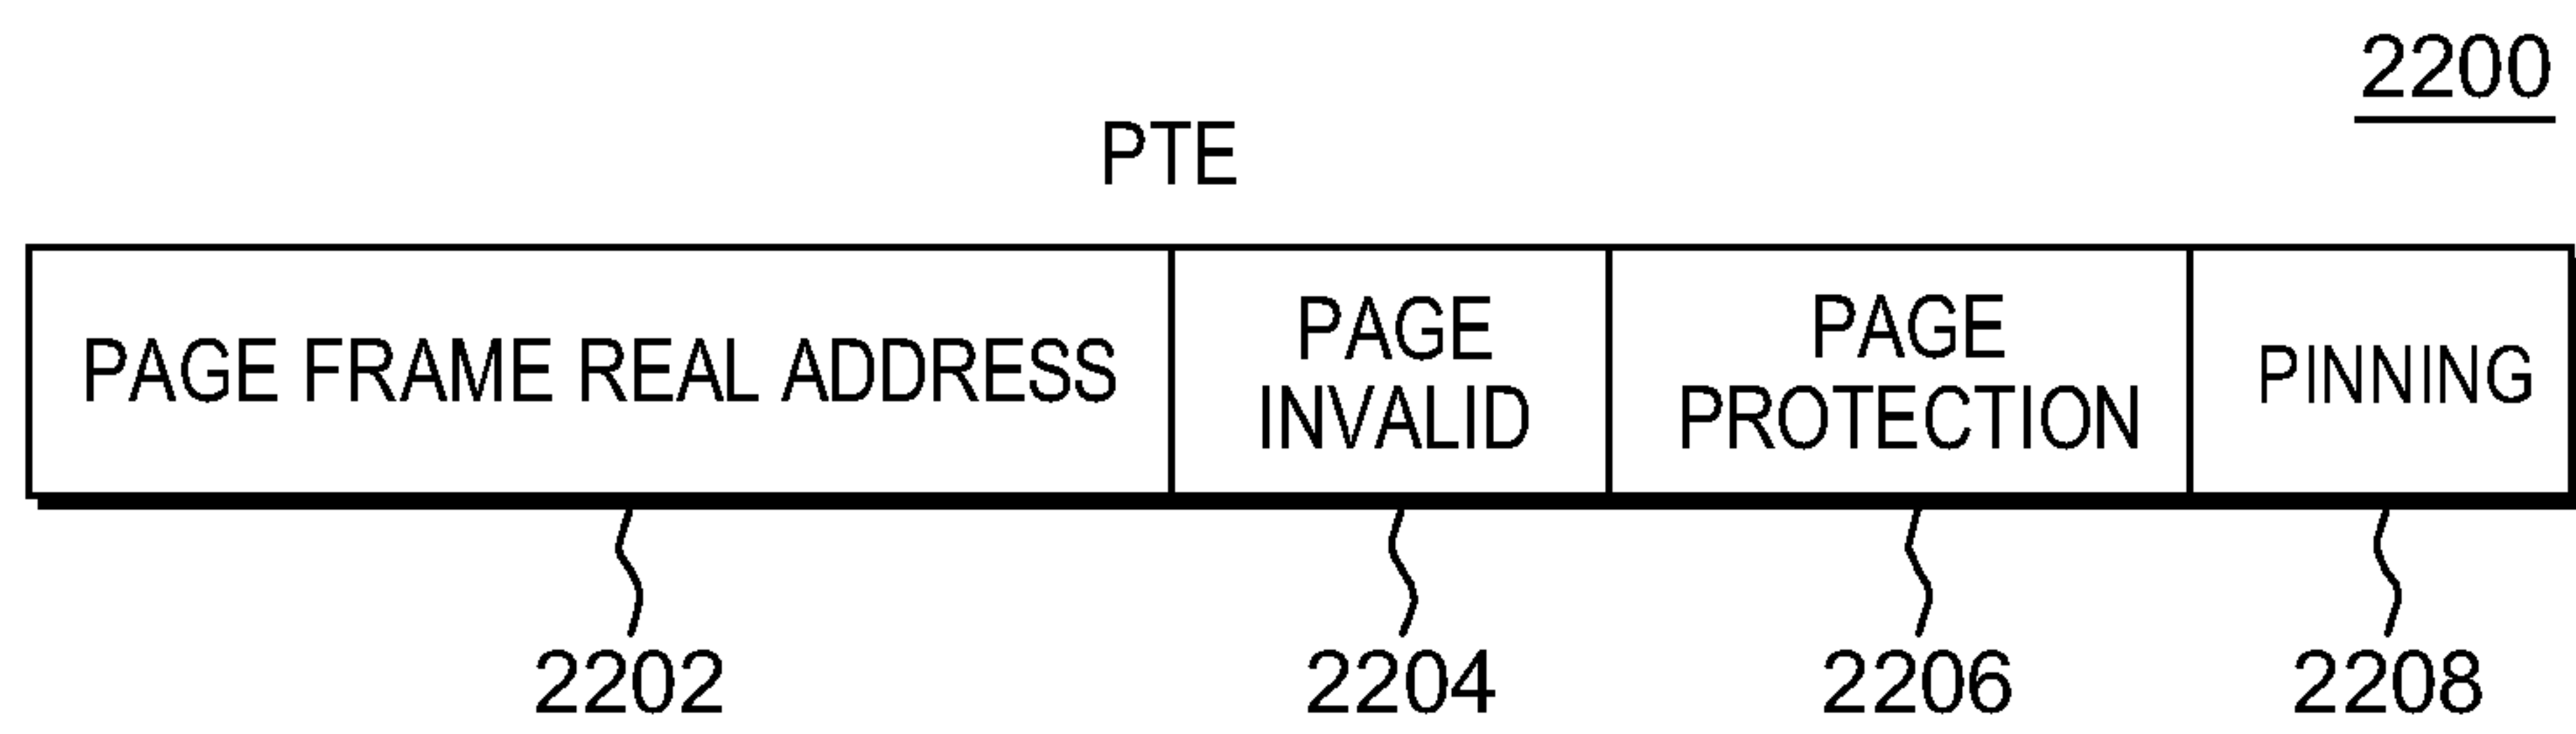 2200
PTE
PAGE FRAME REAL ADDRESS
PAGE
INVALID
PAGE
PROTECTION
PINNING
2202
2204
2206
2208